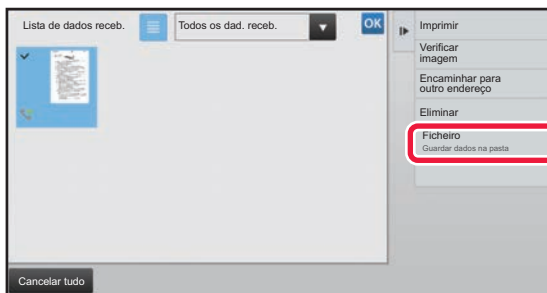 Lista de dados receb.
Todos os dad. receb.
OK
Imprimir
Verificar
imagem
Encaminhar para
outro endereço
Eliminar
Ficheiro
Guardar dados na pasta
Cancelar tudo